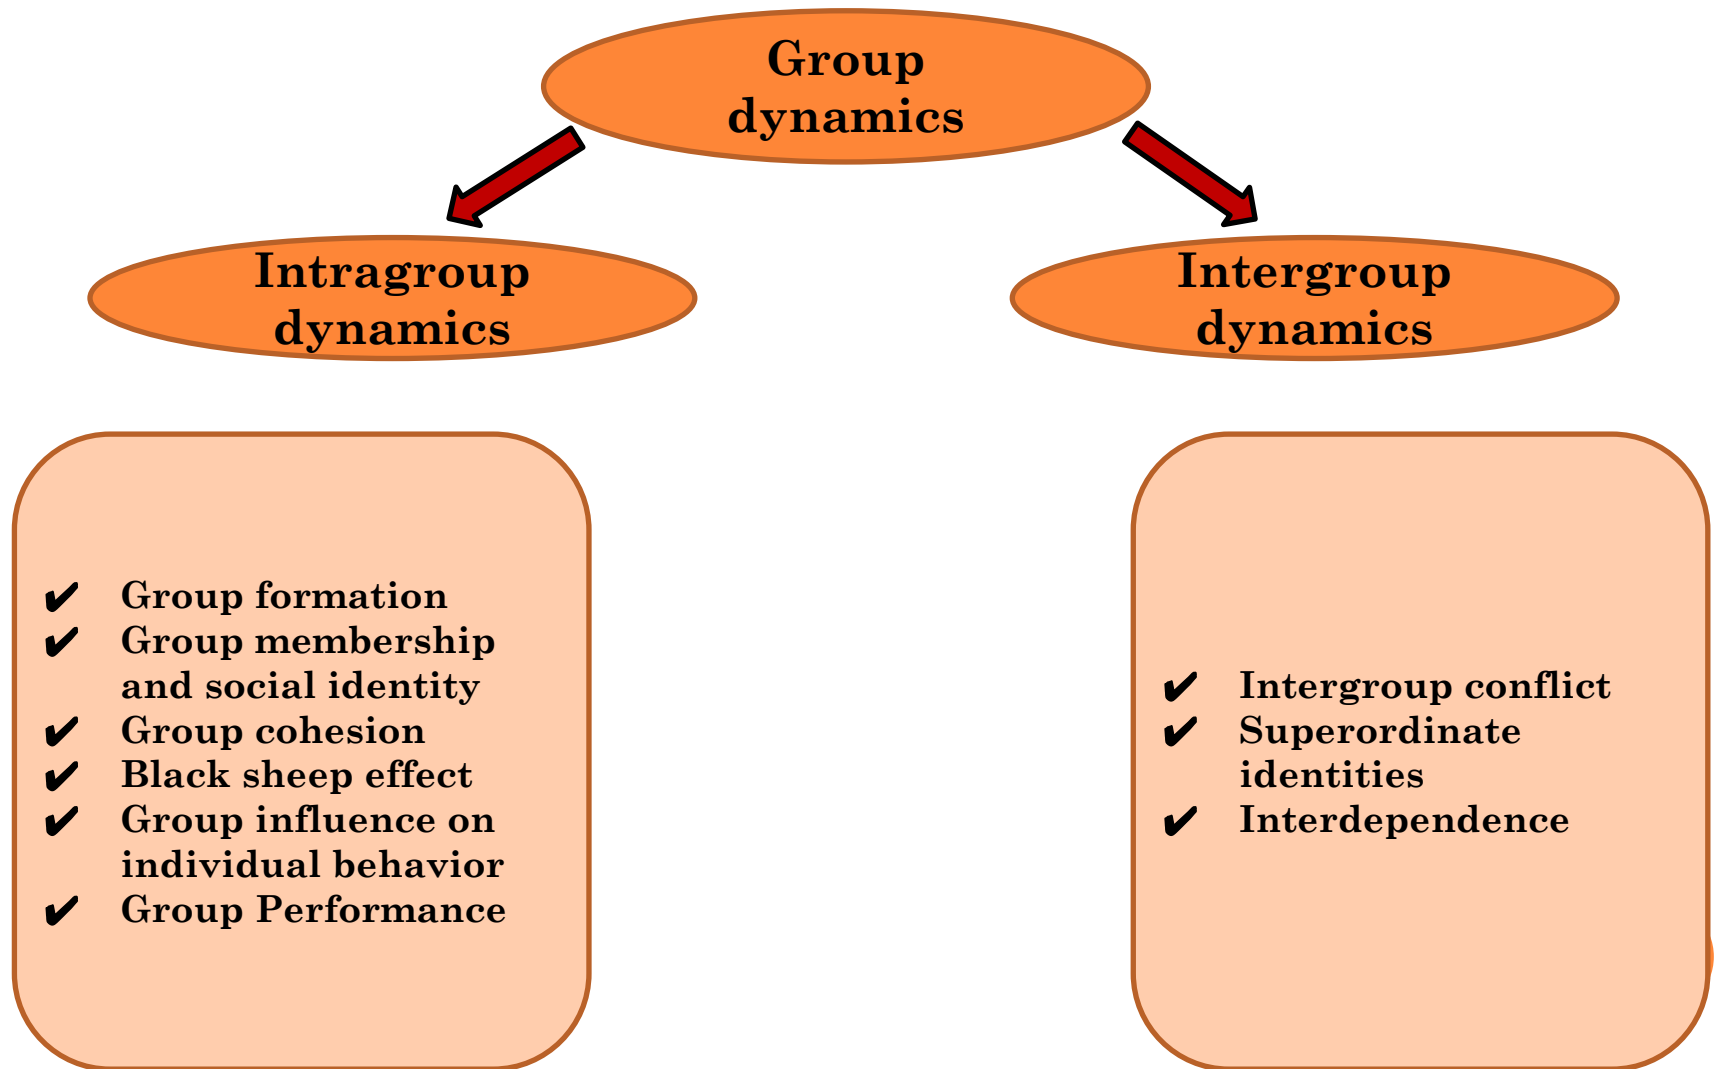 Group
dynamics
Intragroup
dynamics
Intergroup
dynamics
✔ Group formation
✔ Group membership
and social identity
✔ Group cohesion
✔ Black sheep effect
✔ Group influence on
individual behavior
✔ Group Performance
✔ Intergroup conflict
✔ Superordinate
identities
✔ Interdependence